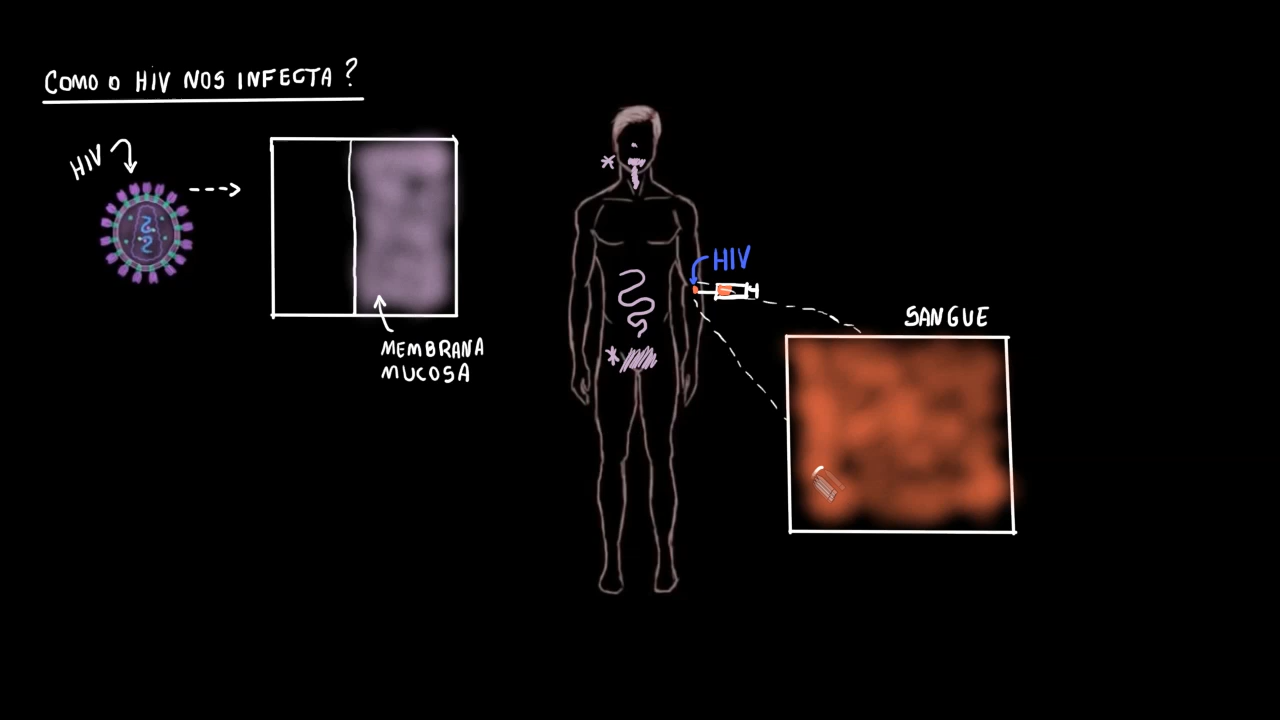 COMO O HIV NOS INFECTA?
HIV
MEMBRANA
MUCOSA
HIV
SANGUE